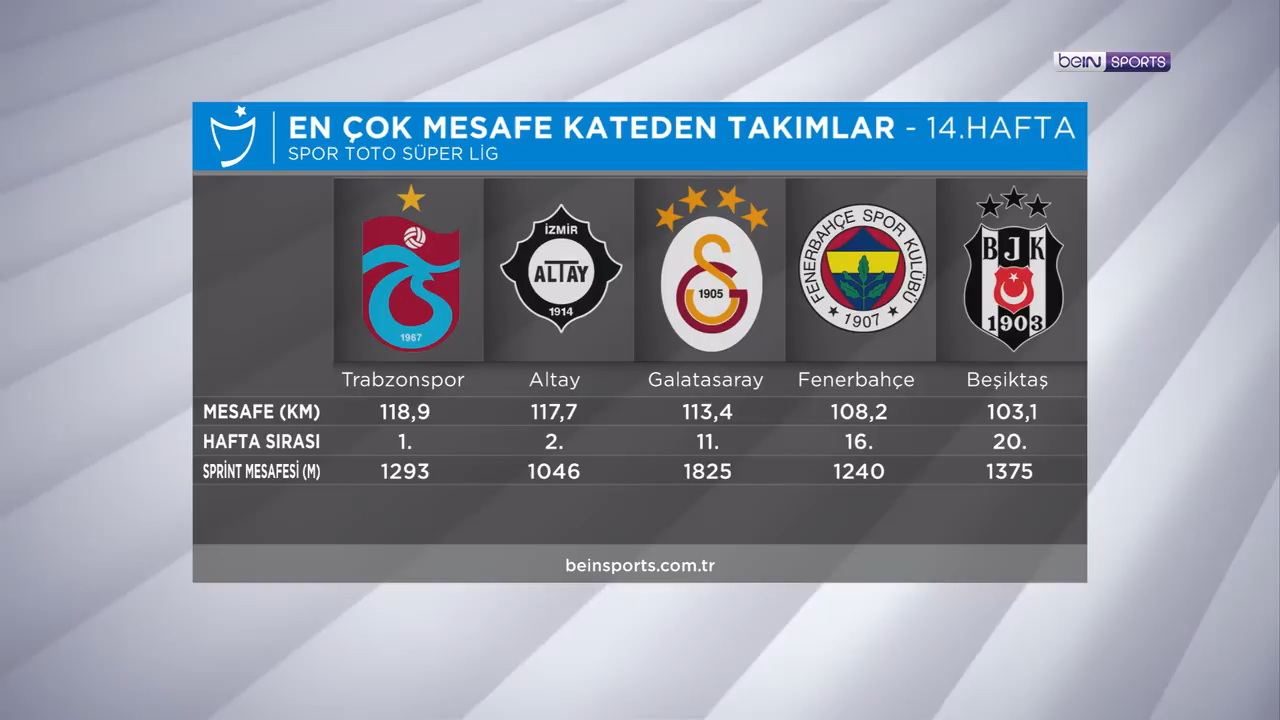 beIN SPORTS
EN ÇOK MESAFE KATEDEN TAKIMLAR - 14.HAFTA
SPOR TOTO SÜPER LİG
1967
İZMİR
ALTAY
1914
1905
FENERBAHÇE SPOR KULÜBÜ
1907
BJK
1903
Trabzonspor Altay Galatasaray Fenerbahçe Beşiktaş
MESAFE (KM) 118,9 117,7 113,4 108,2 103,1
HAFTA SIRASI 1. 2. 11. 16. 20.
SPRİNT MESAFESİ (M) 1293 1046 1825 1240 1375
beinsports.com.tr